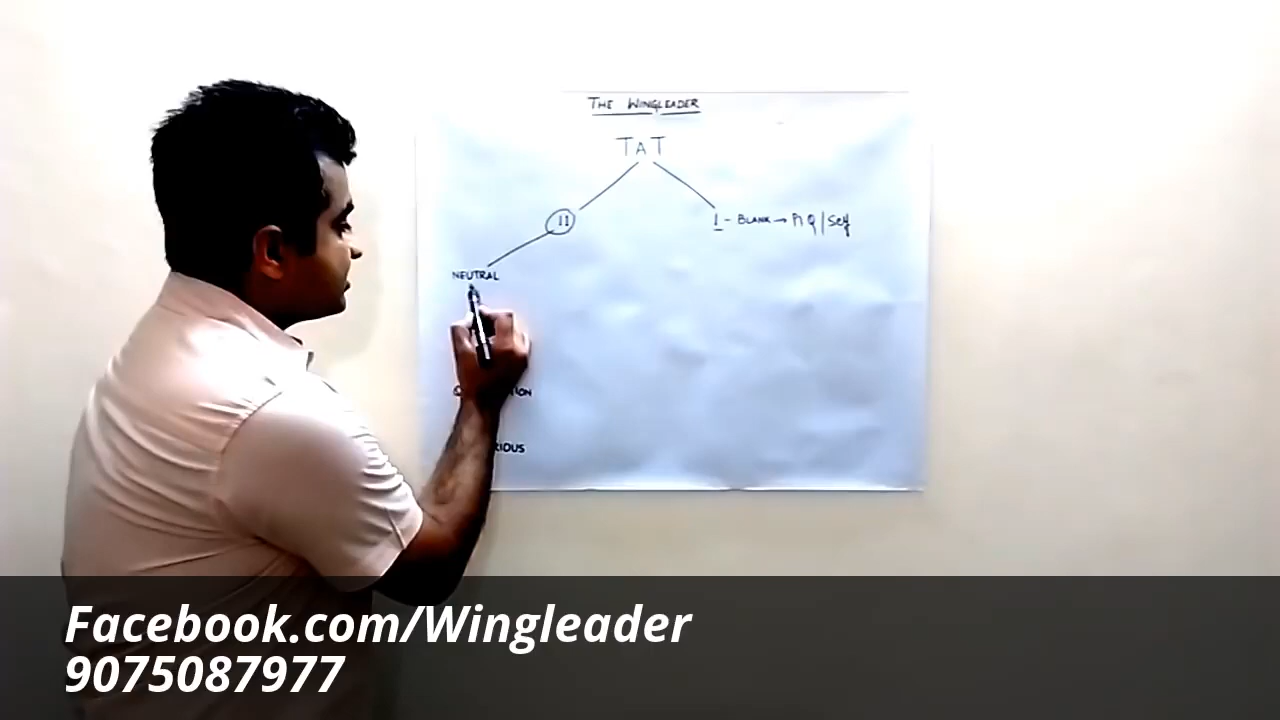 THE WINGLEADER
TAT
11
1 - BLANK → PIQ/Self
NEUTRAL
Facebook.com/Wingleader
9075087977